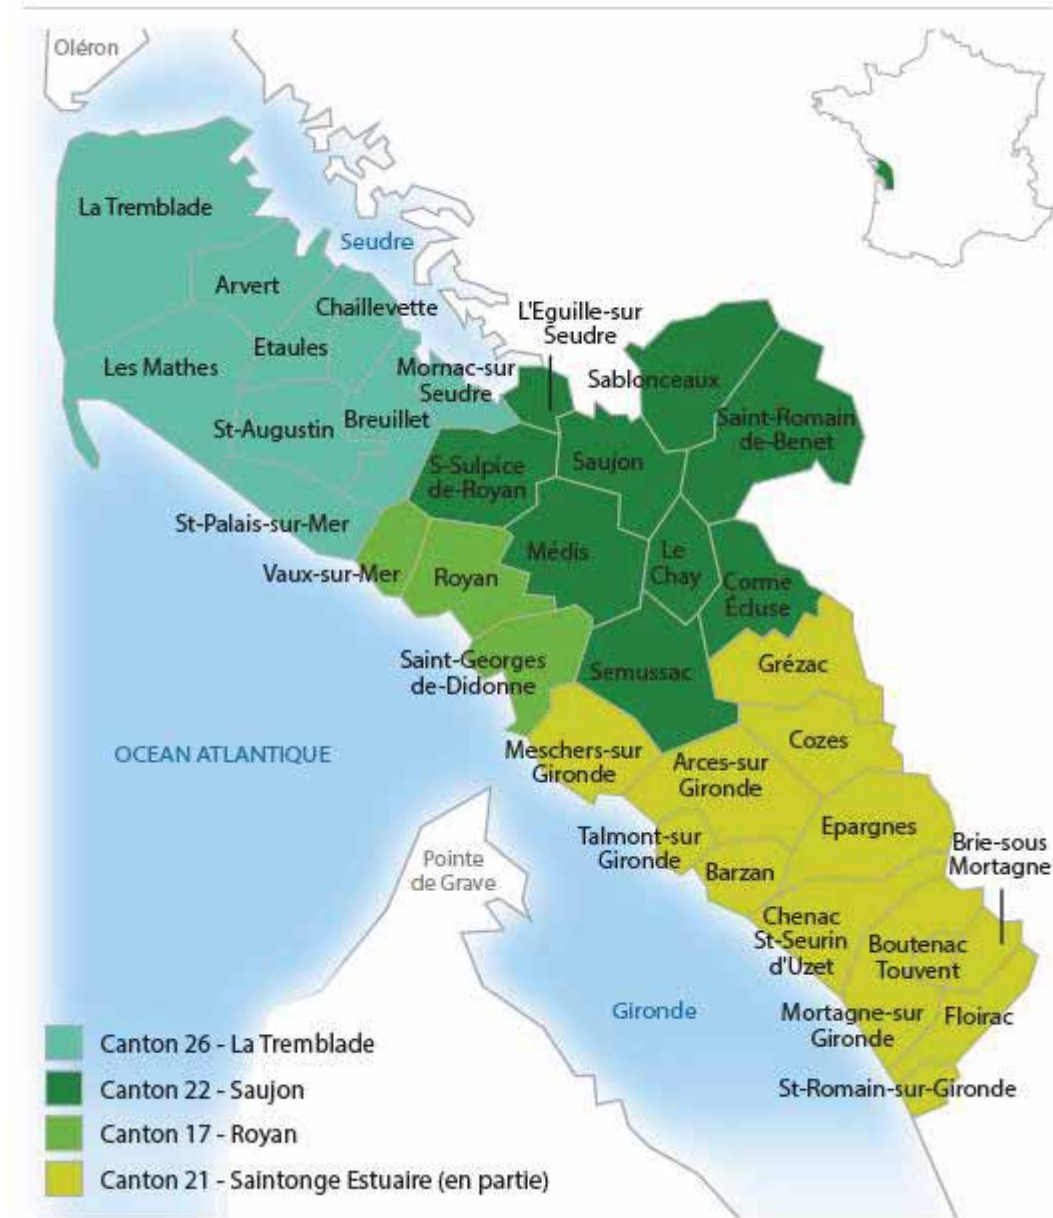 Oléron
La Tremblade
Seudre
Arvert
Chaillevette
L'Eguille-sur
Seudre
Etaules
Les Mathes
Mornac-sur
Seudre
Sablonceaux
St-Augustin
Breuillet
Saint-Romain
de-Benet
S-Sulpice
de-Royan
Saujon
St-Palais-sur-Mer
Médis
Le
Chay
Vaux-sur-Mer
Royan
Corme
Écluse
Saint-Georges
de-Didonne
Semussac
Grézac
OCEAN ATLANTIQUE
Meschers-sur
Gironde
Arces-sur
Gironde
Cozes
Talmont-sur
Gironde
Epargnes
Brie-sous
Mortagne
Pointe
de Grave
Barzan
Chenac
St-Seurin
d'Uzet
Boutenac
Touvent
Gironde
Mortagne-sur
Gironde
Floirac
St-Romain-sur-Gironde
Canton 26 - La Tremblade
Canton 22 - Saujon
Canton 17 - Royan
Canton 21 - Saintonge Estuaire (en partie)